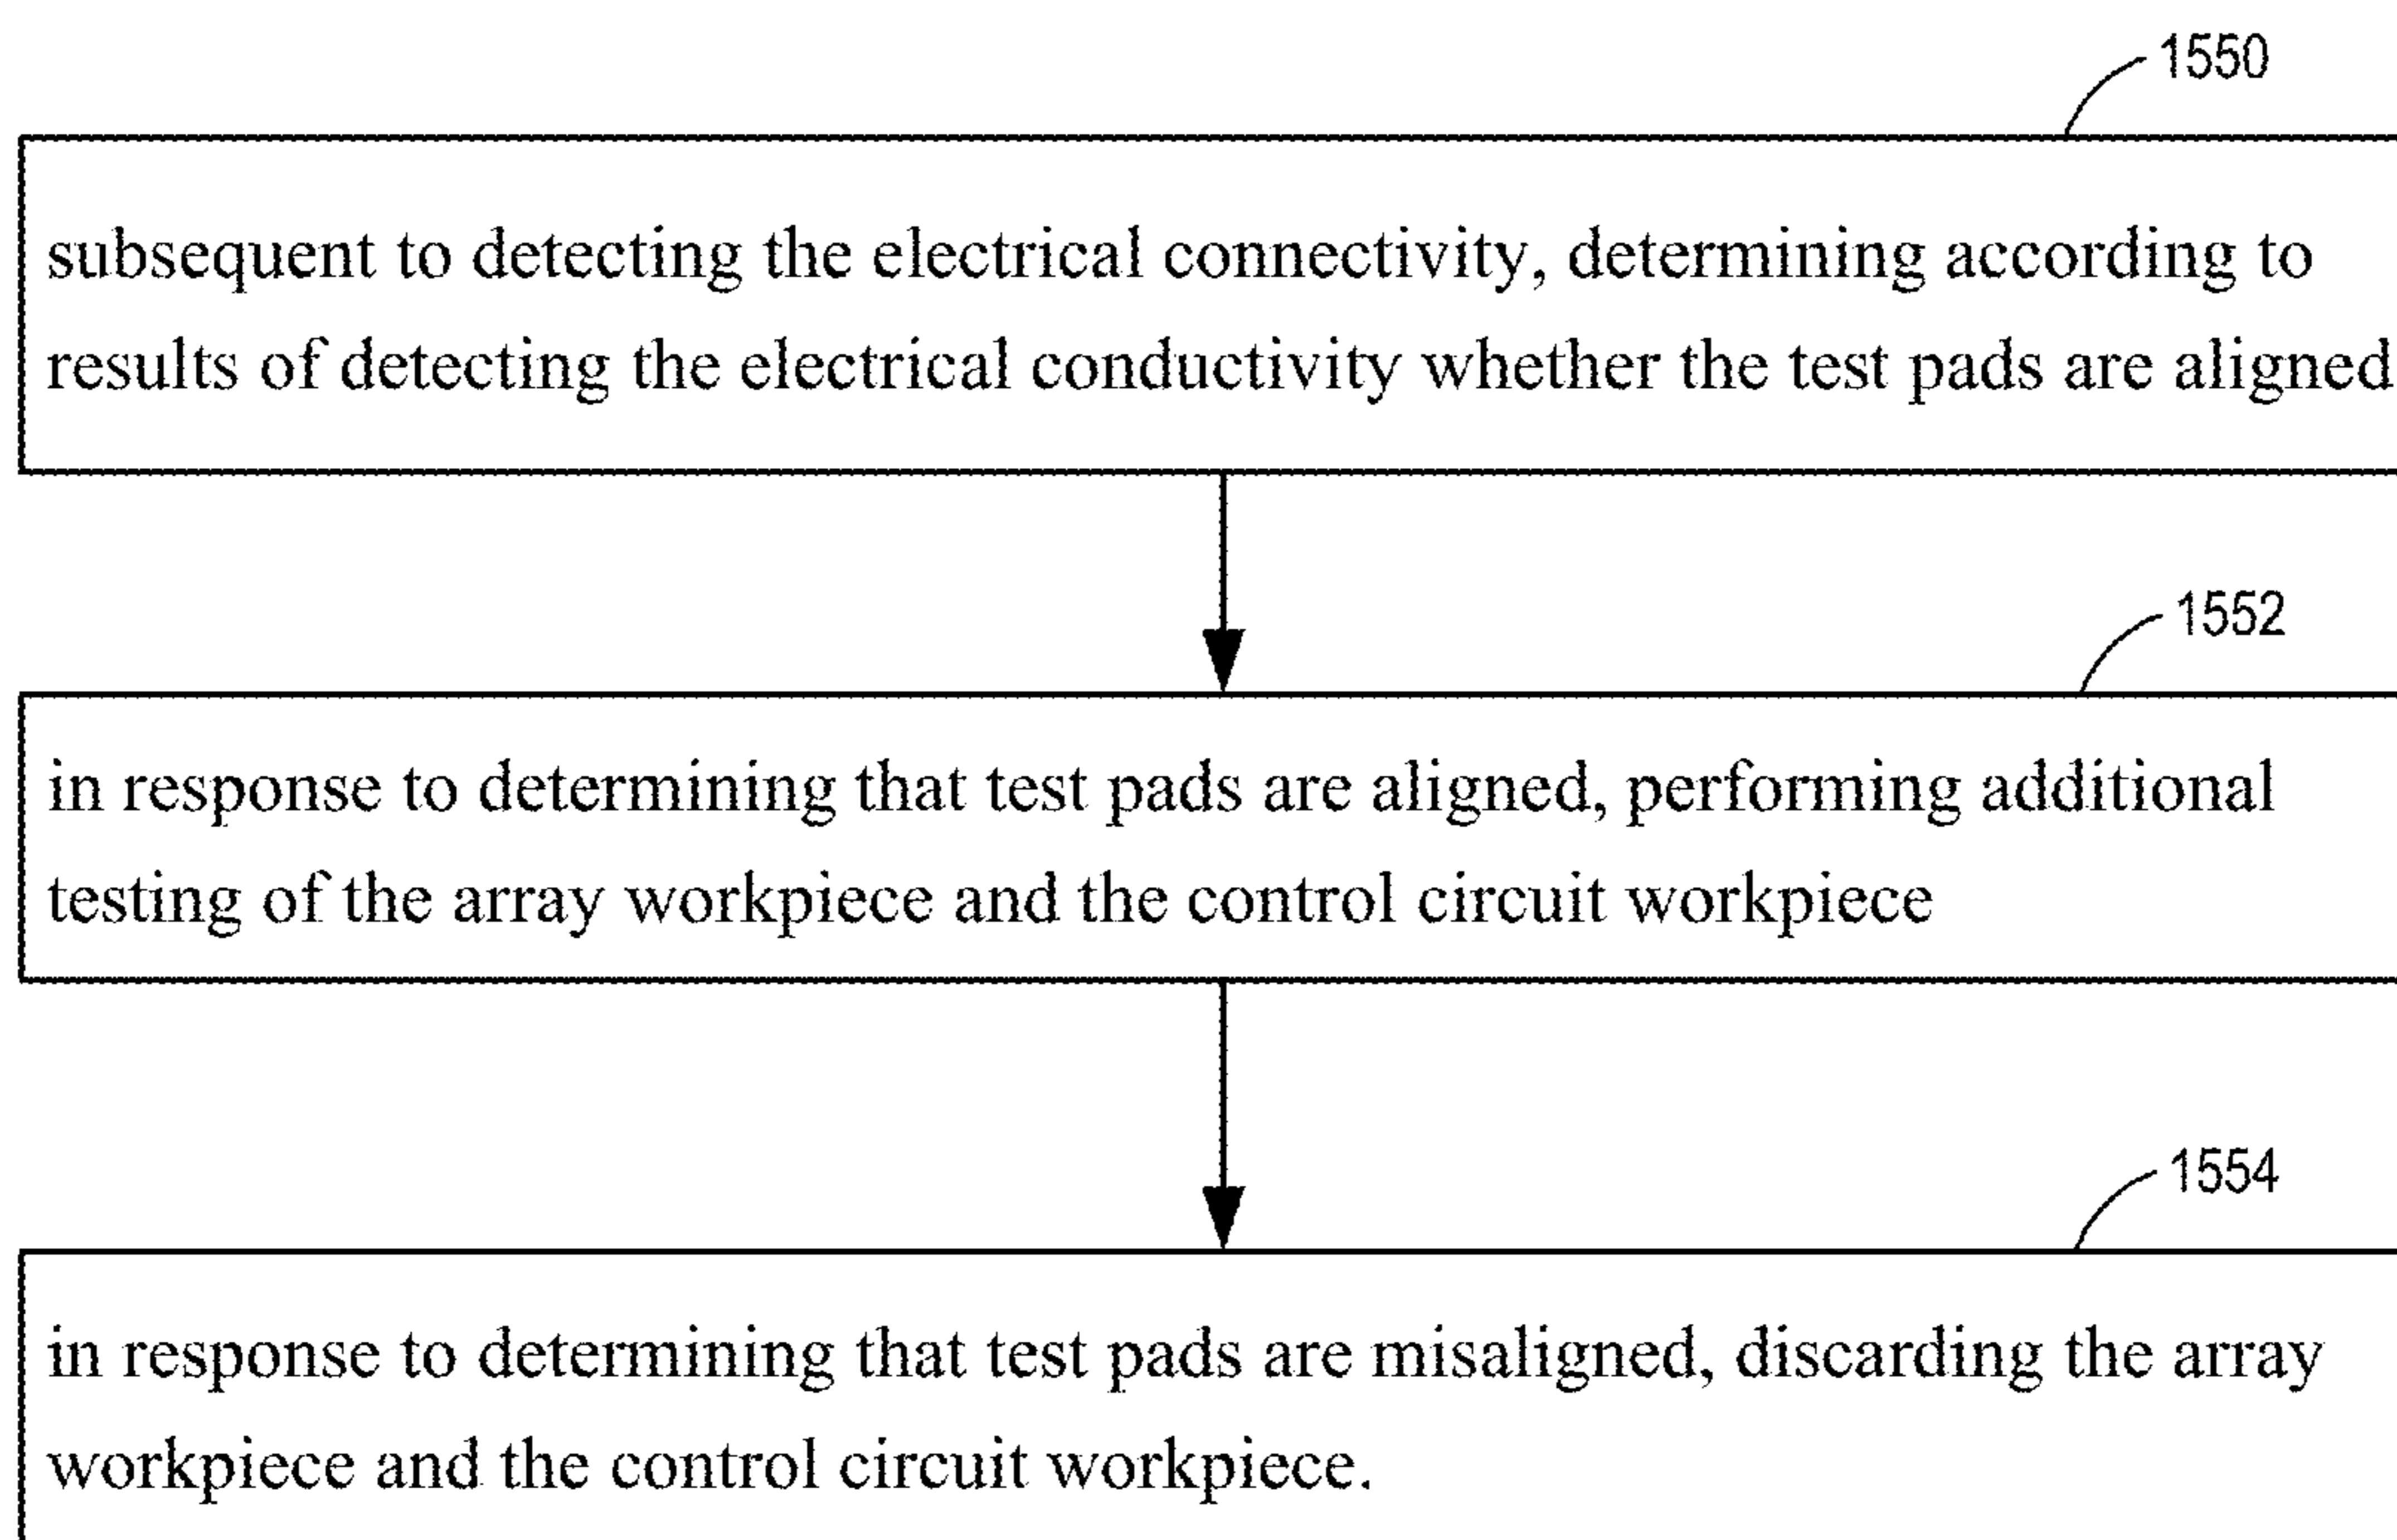 1550
subsequent to detecting the electrical connectivity, determining according to
results of detecting the electrical conductivity whether the test pads are aligned
1552
in response to determining that test pads are aligned, performing additional
testing of the array workpiece and the control circuit workpiece
1554
in response to determining that test pads are misaligned, discarding the array
workpiece and the control circuit workpiece.